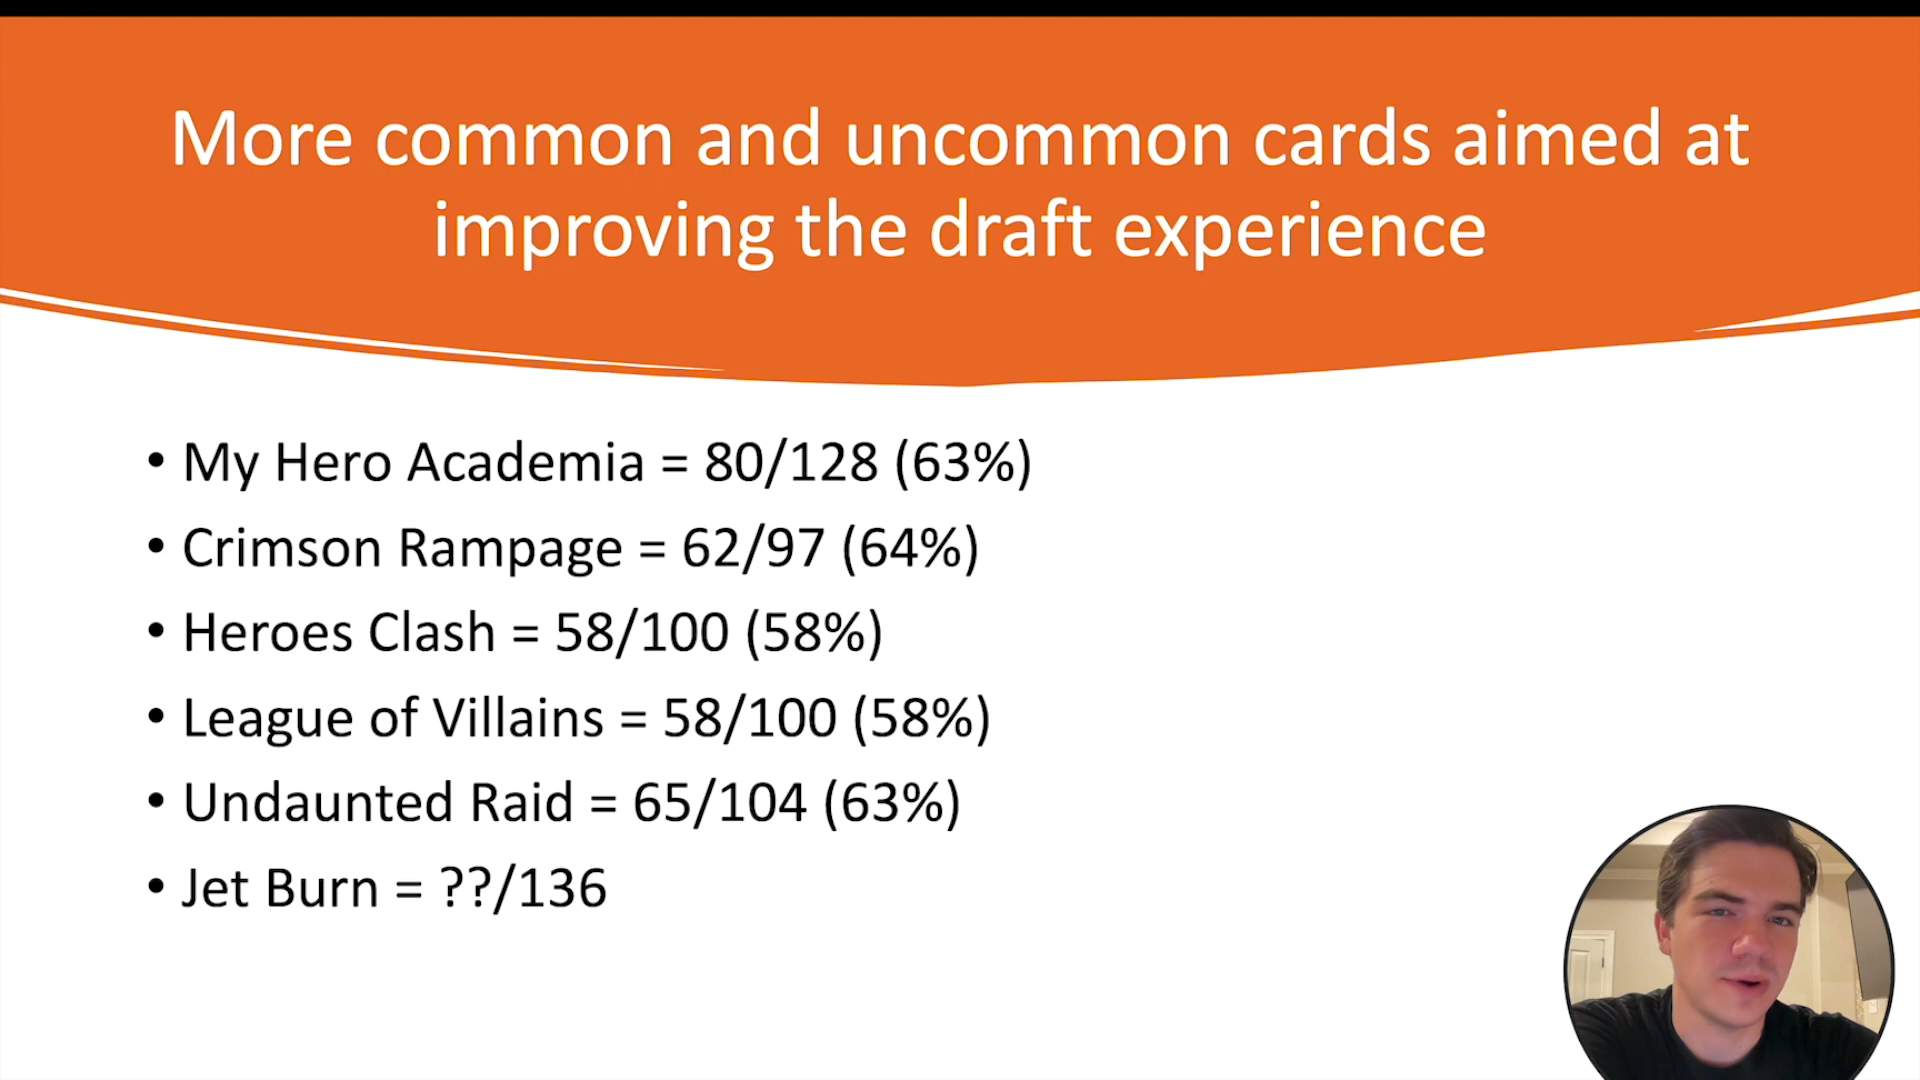 More common and uncommon cards aimed at
improving the draft experience
• My Hero Academia = 80/128 (63%)
• Crimson Rampage = 62/97 (64%)
• Heroes Clash = 58/100 (58%)
• League of Villains = 58/100 (58%)
• Undaunted Raid = 65/104 (63%)
• Jet Burn = ??/136